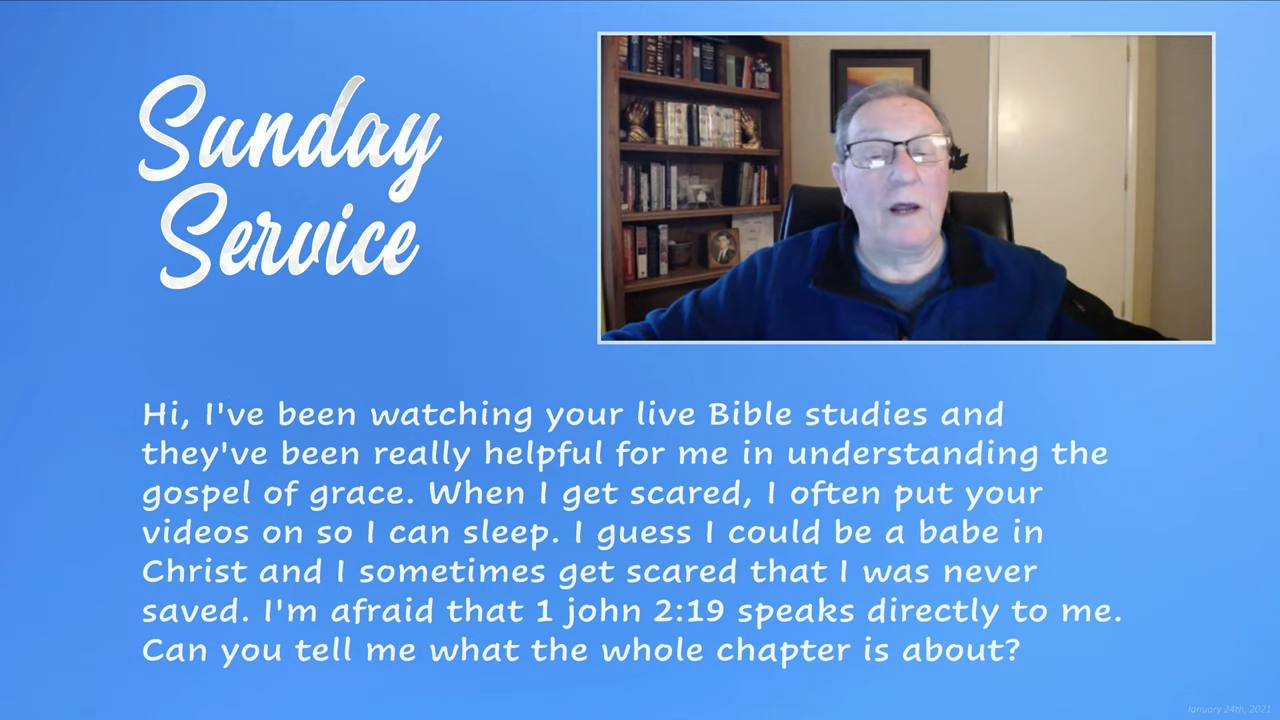 Sunday
Service
Hi, I've been watching your live Bible studies and
they've been really helpful for me in understanding the
gospel of grace. When I get scared, I often put your
videos on so I can sleep. I guess I could be a babe in
Christ and I sometimes get scared that I was never
saved. I'm afraid that 1 john 2:19 speaks directly to me.
Can you tell me what the whole chapter is about?
January 24th, 2021